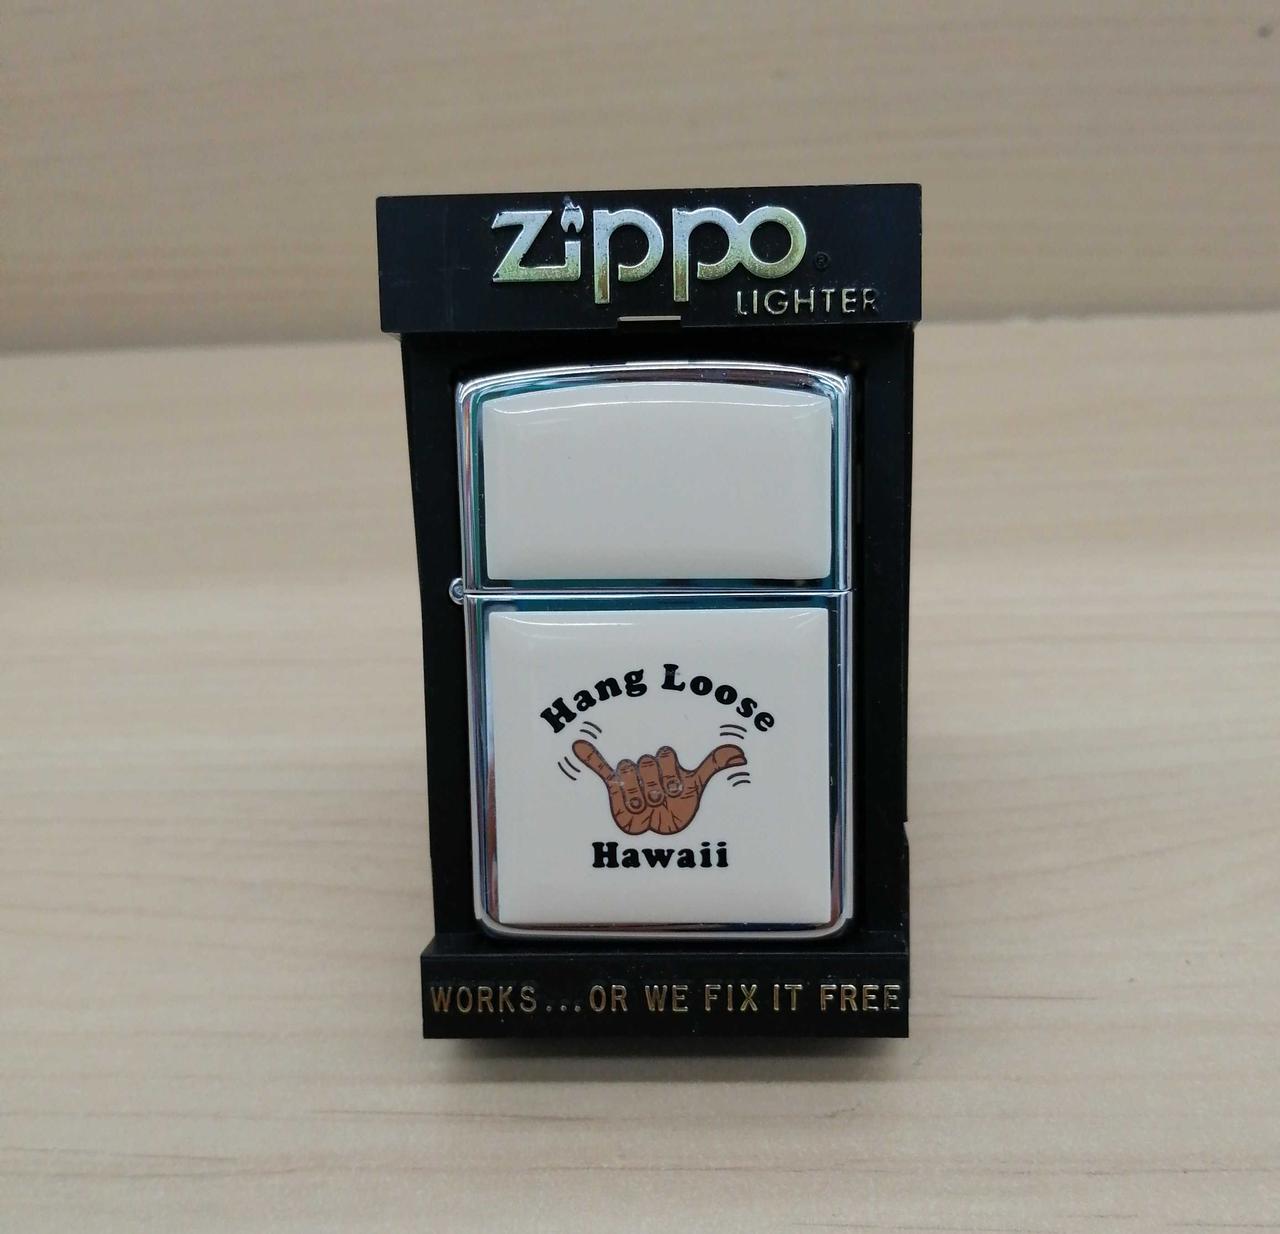 Zippo®
LIGHTER
Hang Loose
Hawaii
WORKS...OR WE FIX IT FREE